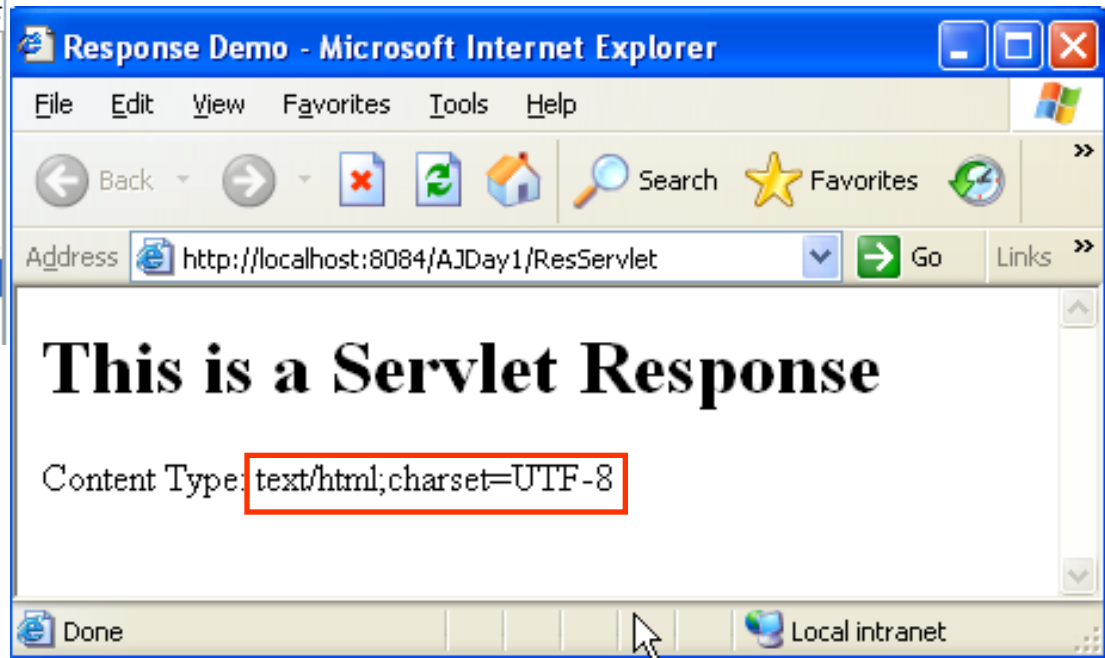 Response Demo - Microsoft Internet Explorer
File Edit View Favorites Tools Help
Back Search Favorites »
Address http://localhost:8084/AJDay1/ResServlet Go Links »
This is a Servlet Response
Content Type: text/html;charset=UTF-8
Done Local intranet